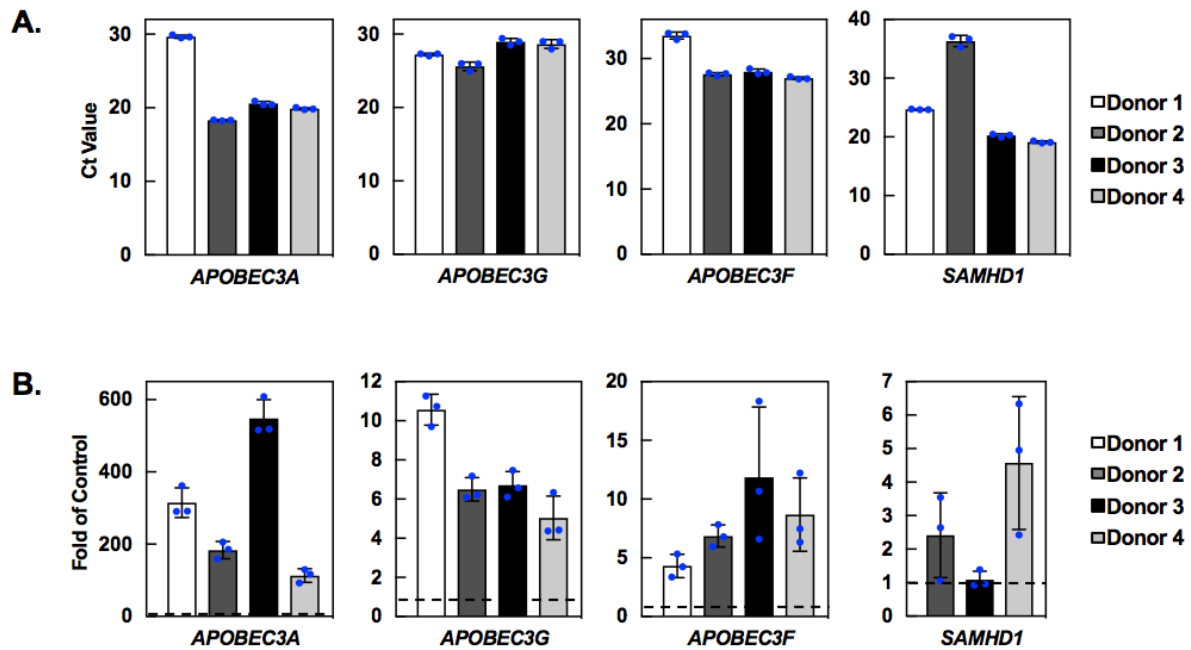 A.
Ct Value
30
20
10
0
APOBEC3A
30
20
10
0
APOBEC3G
30
20
10
0
APOBEC3F
40
30
20
10
0
SAMHD1
Donor 1
Donor 2
Donor 3
Donor 4
B.
Fold of Control
600
400
200
0
APOBEC3A
12
10
8
6
4
2
0
APOBEC3G
20
15
10
5
0
APOBEC3F
7
6
5
4
3
2
1
0
SAMHD1
Donor 1
Donor 2
Donor 3
Donor 4